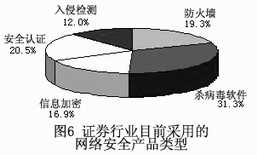 入侵检测
12.0%
防火墙
19.3%
安全认证
20.5%
信息加密
16.9%
杀病毒软件
31.3%
图6 证券行业目前采用的
网络安全产品类型